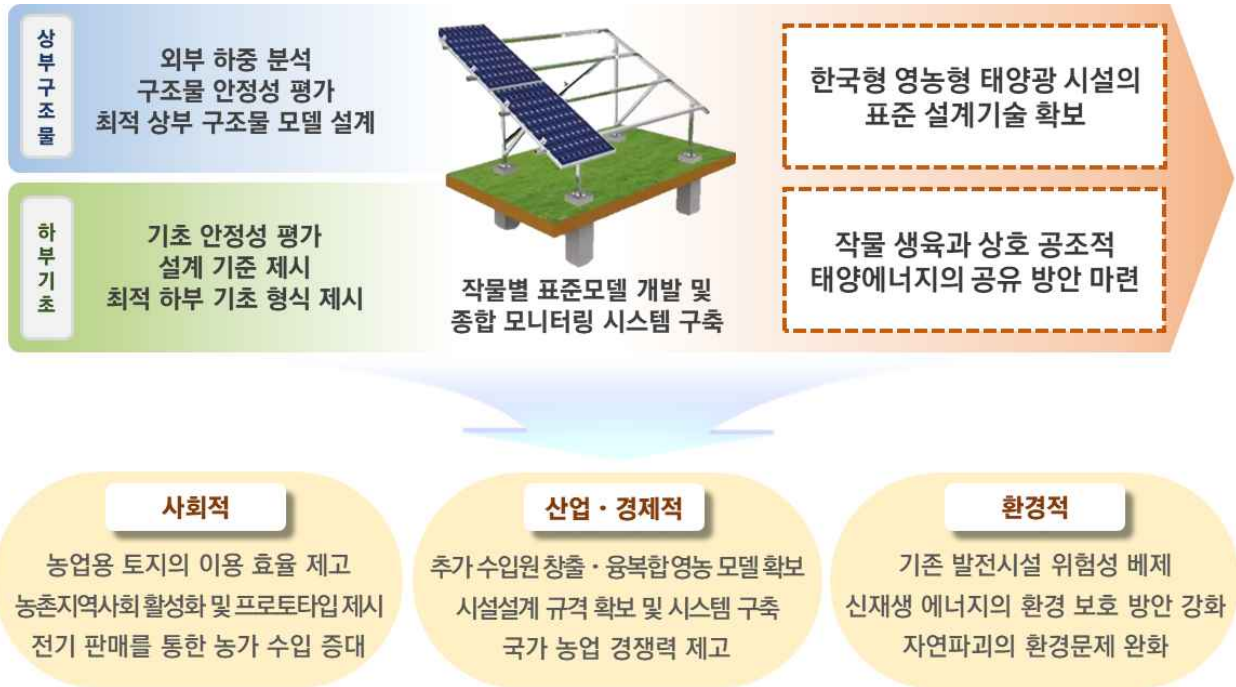 상부구조물
외부 하중 분석
구조물 안정성 평가
최적 상부 구조물 모델 설계
하부기초
기초 안정성 평가
설계 기준 제시
최적 하부 기초 형식 제시
작물별 표준모델 개발 및
종합 모니터링 시스템 구축
한국형 영농형 태양광 시설의
표준 설계기술 확보
작물 생육과 상호 공조적
태양에너지의 공유 방안 마련
사회적
농업용 토지의 이용 효율 제고
농촌지역사회 활성화 및 프로토타입 제시
전기 판매를 통한 농가 수입 증대
산업・경제적
추가 수입원 창출・융복합 영농 모델 확보
시설설계 규격 확보 및 시스템 구축
국가 농업 경쟁력 제고
환경적
기존 발전시설 위험성 베제
신재생 에너지의 환경 보호 방안 강화
자연파괴의 환경문제 완화